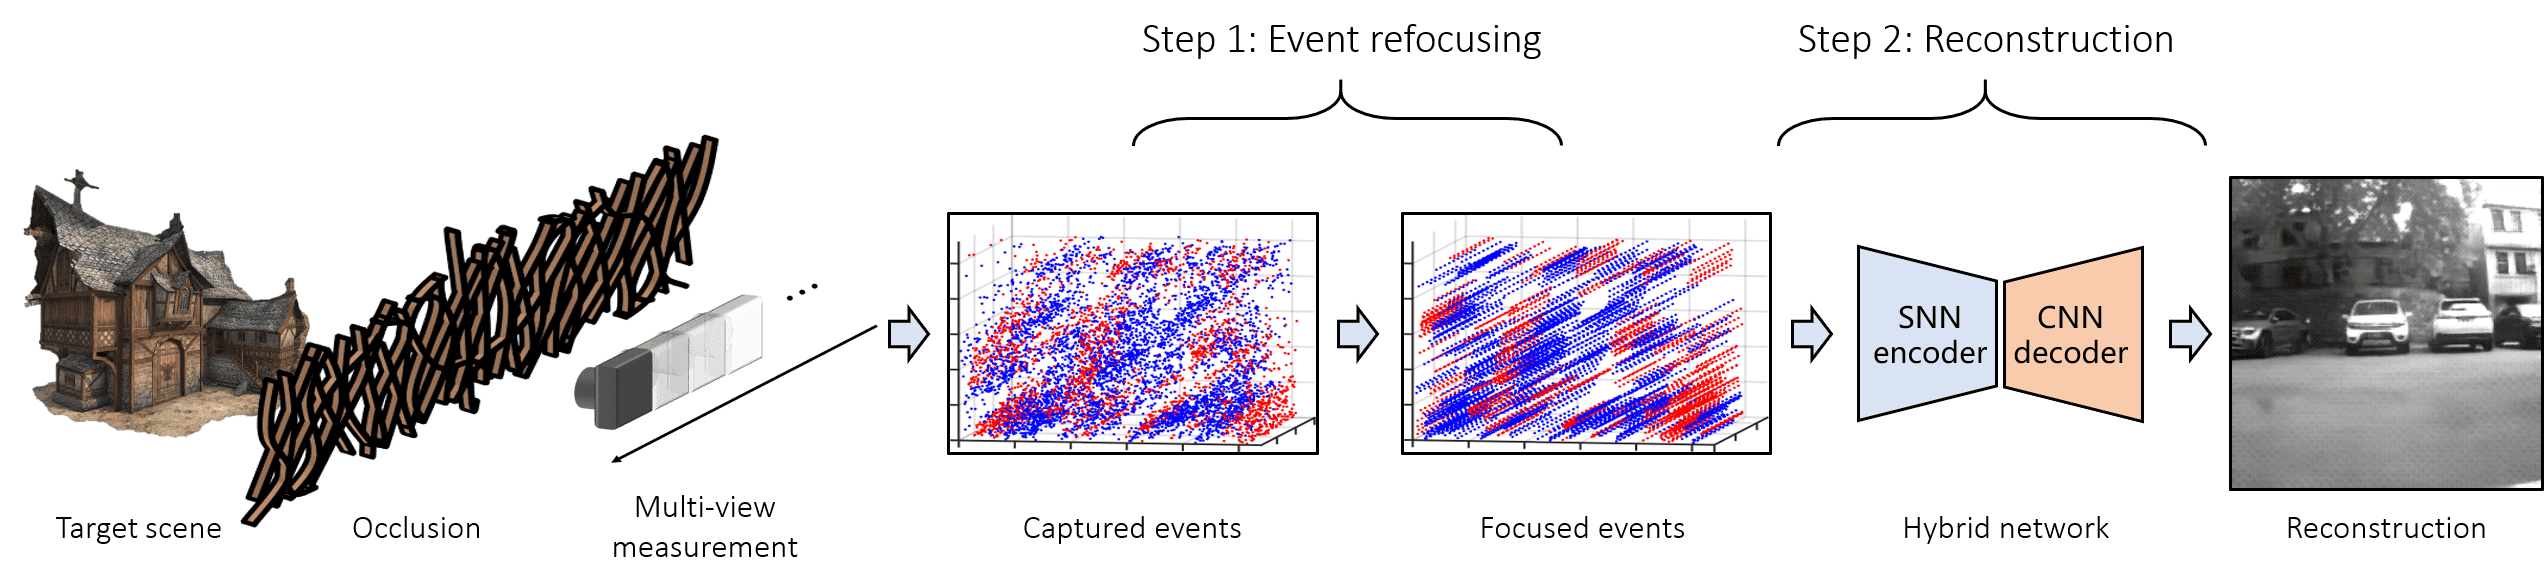 Step 1: Event refocusing
Step 2: Reconstruction
SNN
encoder
CNN
decoder
Target scene
Occlusion
Multi-view
measurement
Captured events
Focused events
Hybrid network
Reconstruction